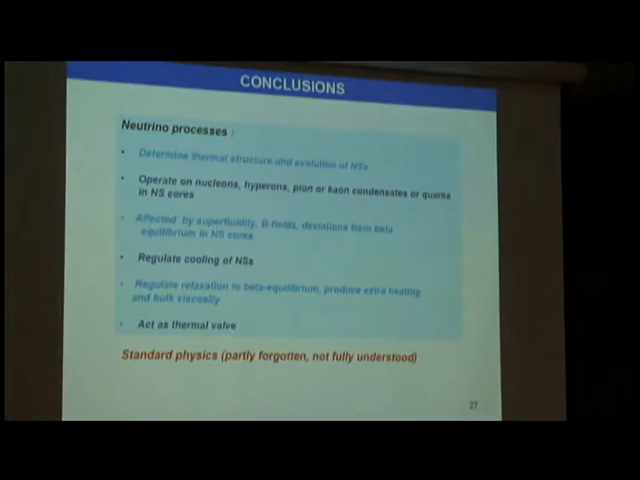 CONCLUSIONS
Neutrino processes :
• Determine thermal structure and evolution of NSs
• Operate on nucleons, hyperons, pion or kaon condensates or quarks
in NS cores
• Affected by superfluidity, B-fields, deviations from beta
equilibrium in NS cores
• Regulate cooling of NSs
• Regulate relaxation to beta-equilibrium, produce extra heating
and bulk viscosity
• Act as thermal valve
Standard physics (partly forgotten, not fully understood)
27